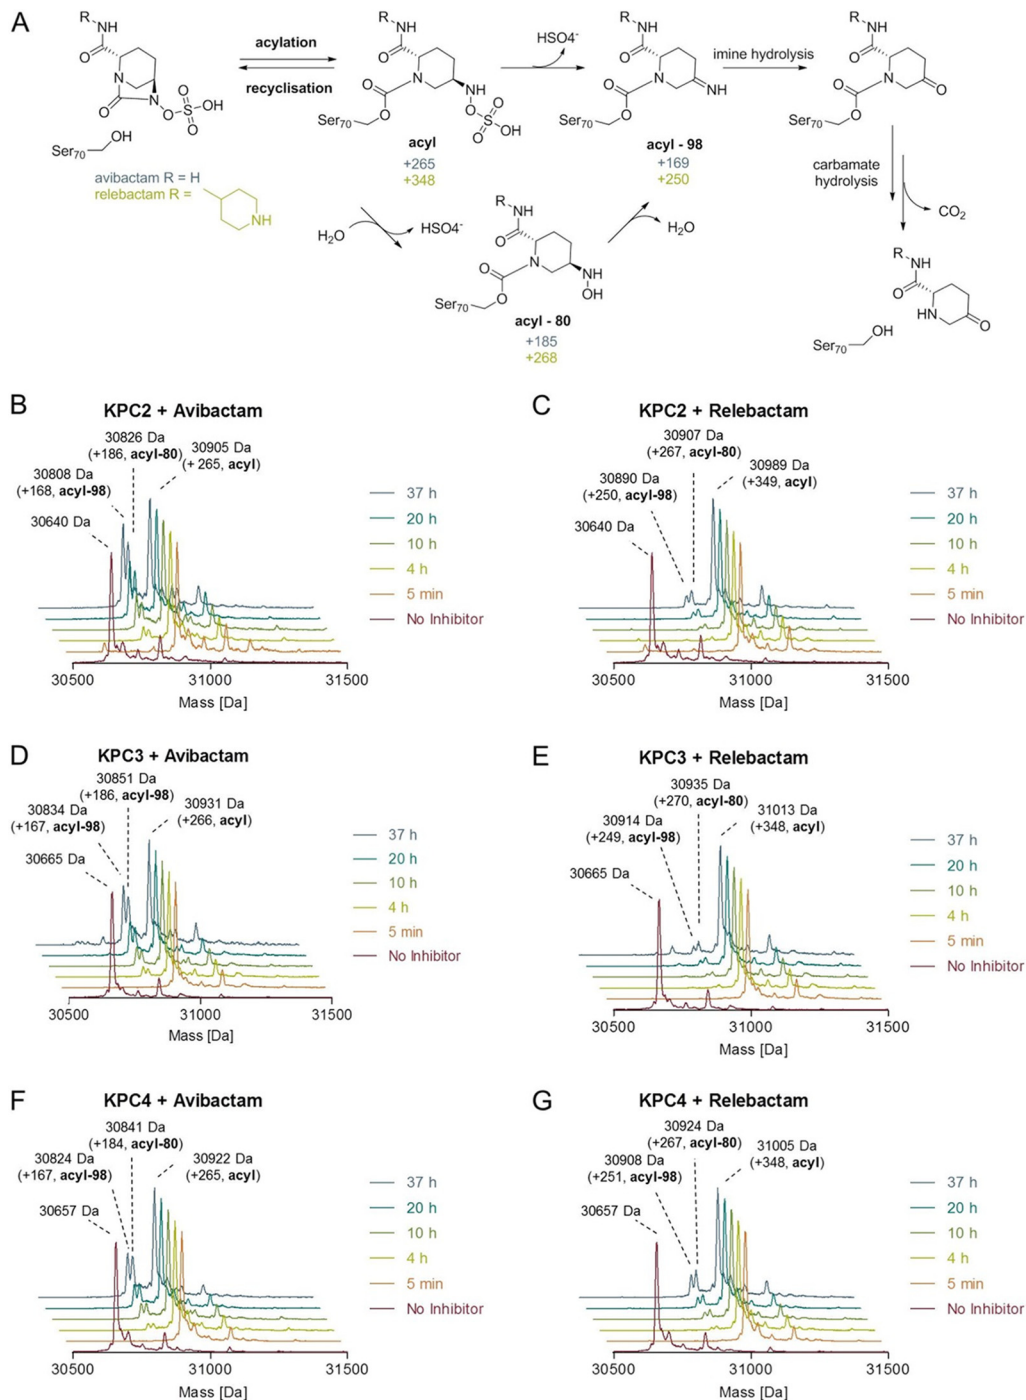 A
R
NH
O
N
O
N
O
S
O
O
OH
OH
Ser70
avibactam R = H
relebactam R =
NH
acylation
recyclisation
R
NH
O
N
O
O
Ser70
NH
O
O
S
O
OH
acyl
+265
+348
HSO4-
R
NH
O
N
O
O
NH
Ser70
acyl - 98
+169
+250
imine hydrolysis
R
NH
O
N
O
O
O
Ser70
H2O
HSO4-
R
NH
O
N
O
O
NH
OH
Ser70
acyl - 80
+185
+268
H2O
carbamate
hydrolysis
CO2
R
NH
O
HN
O
OH
Ser70
B
KPC2 + Avibactam
30826 Da
(+186, acyl-80)
30905 Da
(+ 265, acyl)
30808 Da
(+168, acyl-98)
30640 Da
37 h
20 h
10 h
4 h
5 min
No Inhibitor
30500
31000
31500
Mass [Da]
C
KPC2 + Relebactam
30907 Da
(+267, acyl-80)
30989 Da
(+349, acyl)
30890 Da
(+250, acyl-98)
30640 Da
37 h
20 h
10 h
4 h
5 min
No Inhibitor
30500
31000
31500
Mass [Da]
D
KPC3 + Avibactam
30851 Da
(+186, acyl-98)
30931 Da
(+266, acyl)
30834 Da
(+167, acyl-98)
30665 Da
37 h
20 h
10 h
4 h
5 min
No Inhibitor
30500
31000
31500
Mass [Da]
E
KPC3 + Relebactam
30935 Da
(+270, acyl-80)
31013 Da
(+348, acyl)
30914 Da
(+249, acyl-98)
30665 Da
37 h
20 h
10 h
4 h
5 min
No Inhibitor
30500
31000
31500
Mass [Da]
F
KPC4 + Avibactam
30841 Da
(+184, acyl-80)
30922 Da
(+265, acyl)
30824 Da
(+167, acyl-98)
30657 Da
37 h
20 h
10 h
4 h
5 min
No Inhibitor
30500
31000
31500
Mass [Da]
G
KPC4 + Relebactam
30924 Da
(+267, acyl-80)
31005 Da
(+348, acyl)
30908 Da
(+251, acyl-98)
30657 Da
37 h
20 h
10 h
4 h
5 min
No Inhibitor
30500
31000
31500
Mass [Da]